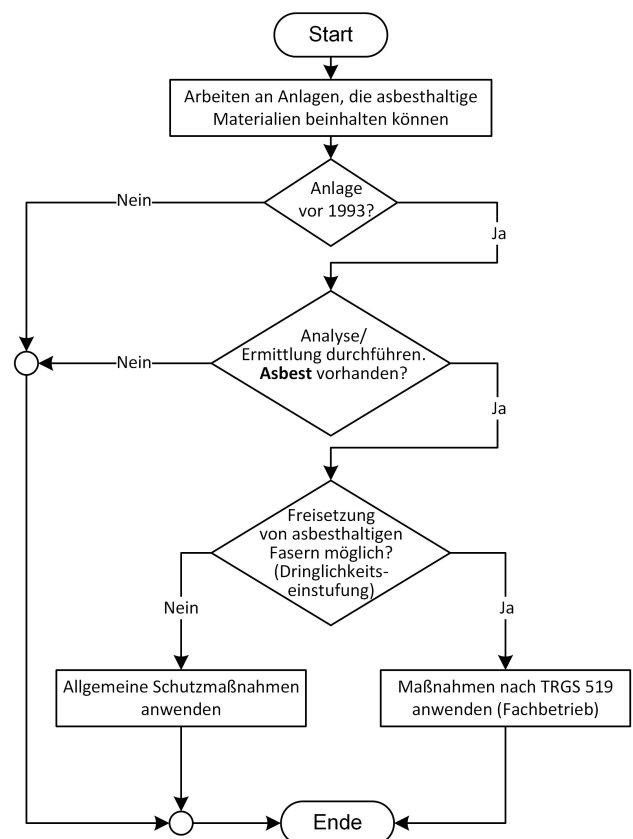 Start
Arbeiten an Anlagen, die asbesthaltige
Materialien beinhalten können
Anlage
vor 1993?
Nein
Ja
Analyse/
Ermittlung durchführen.
Asbest vorhanden?
Nein
Ja
Freisetzung
von asbesthaltigen
Fasern möglich?
(Dringlichkeits-
einstufung)
Nein
Ja
Allgemeine Schutzmaßnahmen
anwenden
Maßnahmen nach TRGS 519
anwenden (Fachbetrieb)
Ende